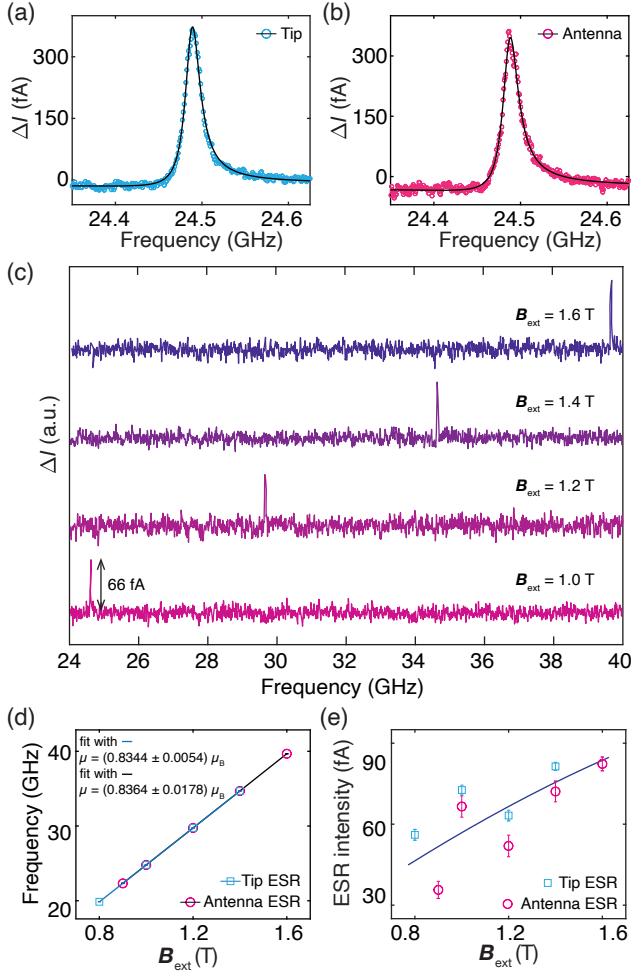 (a)
Tip
300
150
0
ΔI (fA)
24.4 24.5 24.6
Frequency (GHz)
(b)
Antenna
300
150
0
ΔI (fA)
24.4 24.5 24.6
Frequency (GHz)
(c)
B_ext = 1.6 T
B_ext = 1.4 T
B_ext = 1.2 T
B_ext = 1.0 T
66 fA
ΔI (a.u.)
24 26 28 30 32 34 36 38 40
Frequency (GHz)
(d)
fit with
μ = (0.8344 ± 0.0054) μ_B
fit with
μ = (0.8364 ± 0.0178) μ_B
40
30
20
Frequency (GHz)
Tip ESR
Antenna ESR
0.8 1.2 1.6
B_ext (T)
(e)
90
60
30
ESR intensity (fA)
Tip ESR
Antenna ESR
0.8 1.2 1.6
B_ext (T)